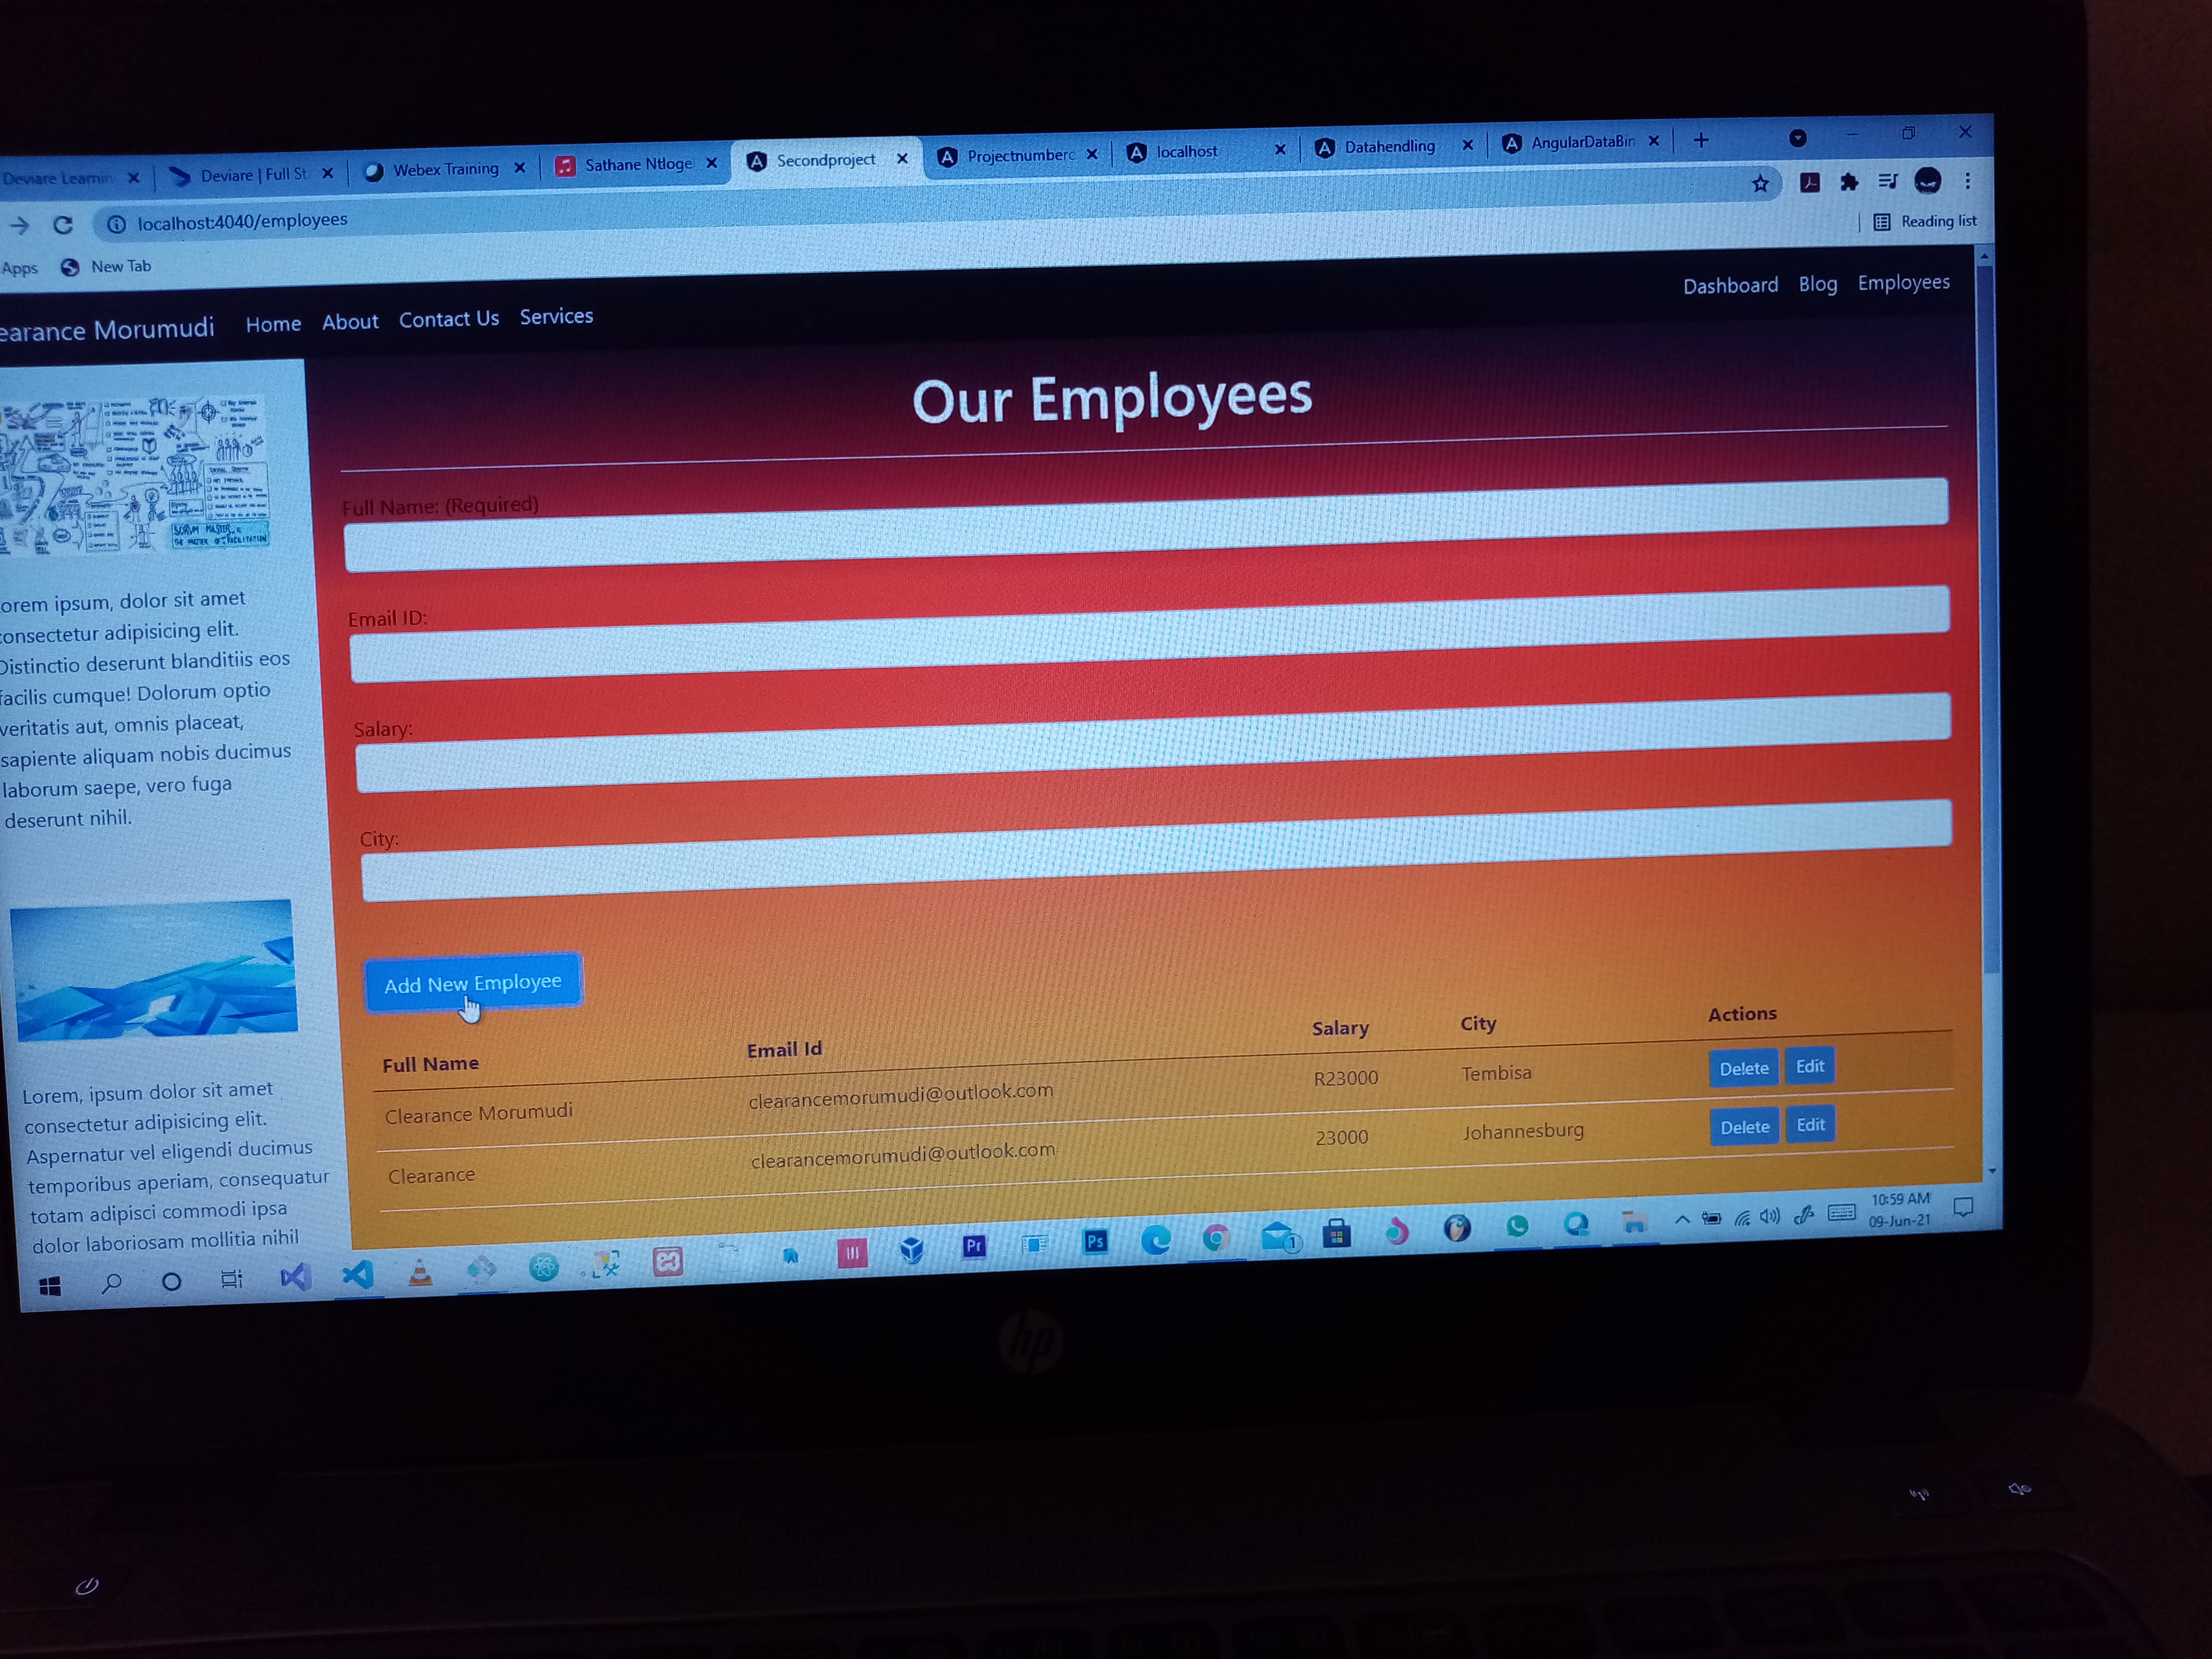 Deviare Learnin
Deviare | Full St
Webex Training
Sathane Ntloge
Secondproject
Projectnumberc
localhost
Datahendling
AngularDataBin
localhost:4040/employees
Reading list
Apps
New Tab
earance Morumudi
Home
About
Contact Us
Services
Dashboard
Blog
Employees
Our Employees
SCRUM MASTER
Full Name: (Required)
Email ID:
Salary:
City:
Add New Employee
orem ipsum, dolor sit amet
consectetur adipisicing elit.
Distinctio deserunt blanditiis eos
facilis cumque! Dolorum optio
veritatis aut, omnis placeat,
sapiente aliquam nobis ducimus
laborum saepe, vero fuga
deserunt nihil.
Lorem, ipsum dolor sit amet
consectetur adipisicing elit.
Aspernatur vel eligendi ducimus
temporibus aperiam, consequatur
totam adipisci commodi ipsa
dolor laboriosam mollitia nihil
Full Name Email Id Salary City Actions
Clearance Morumudi clearancemorumudi@outlook.com R23000 Tembisa Delete Edit
Clearance clearancemorumudi@outlook.com 23000 Johannesburg Delete Edit
Pr
Ps
1
10:59 AM
09-Jun-21
hp